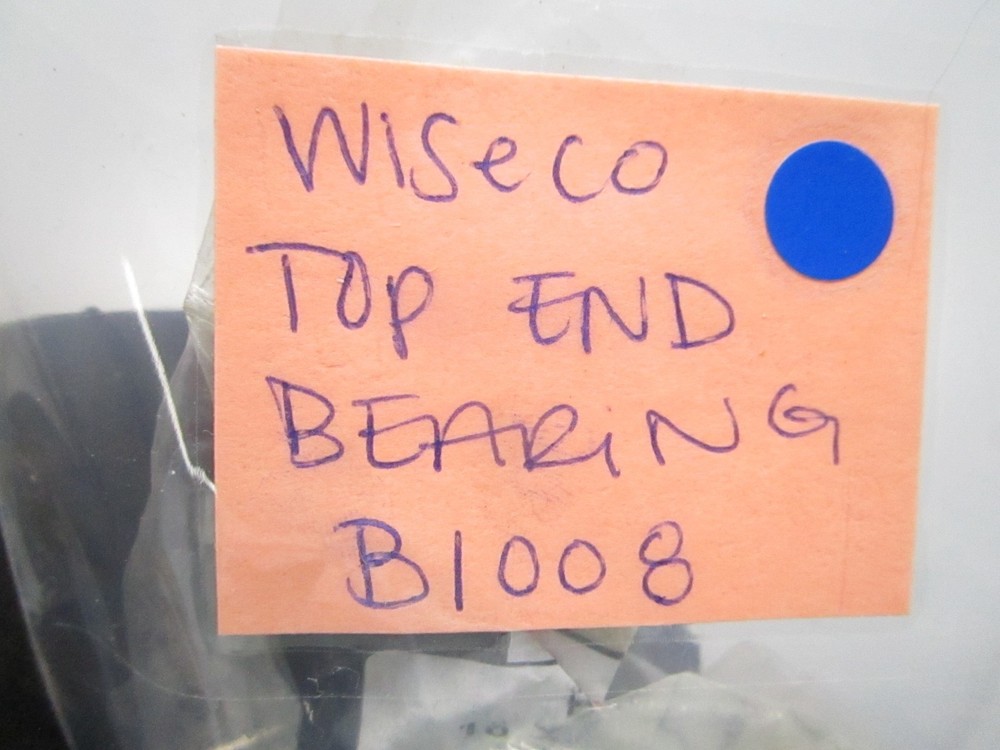 WiSeco
TOp END
BEARiNG
B1008